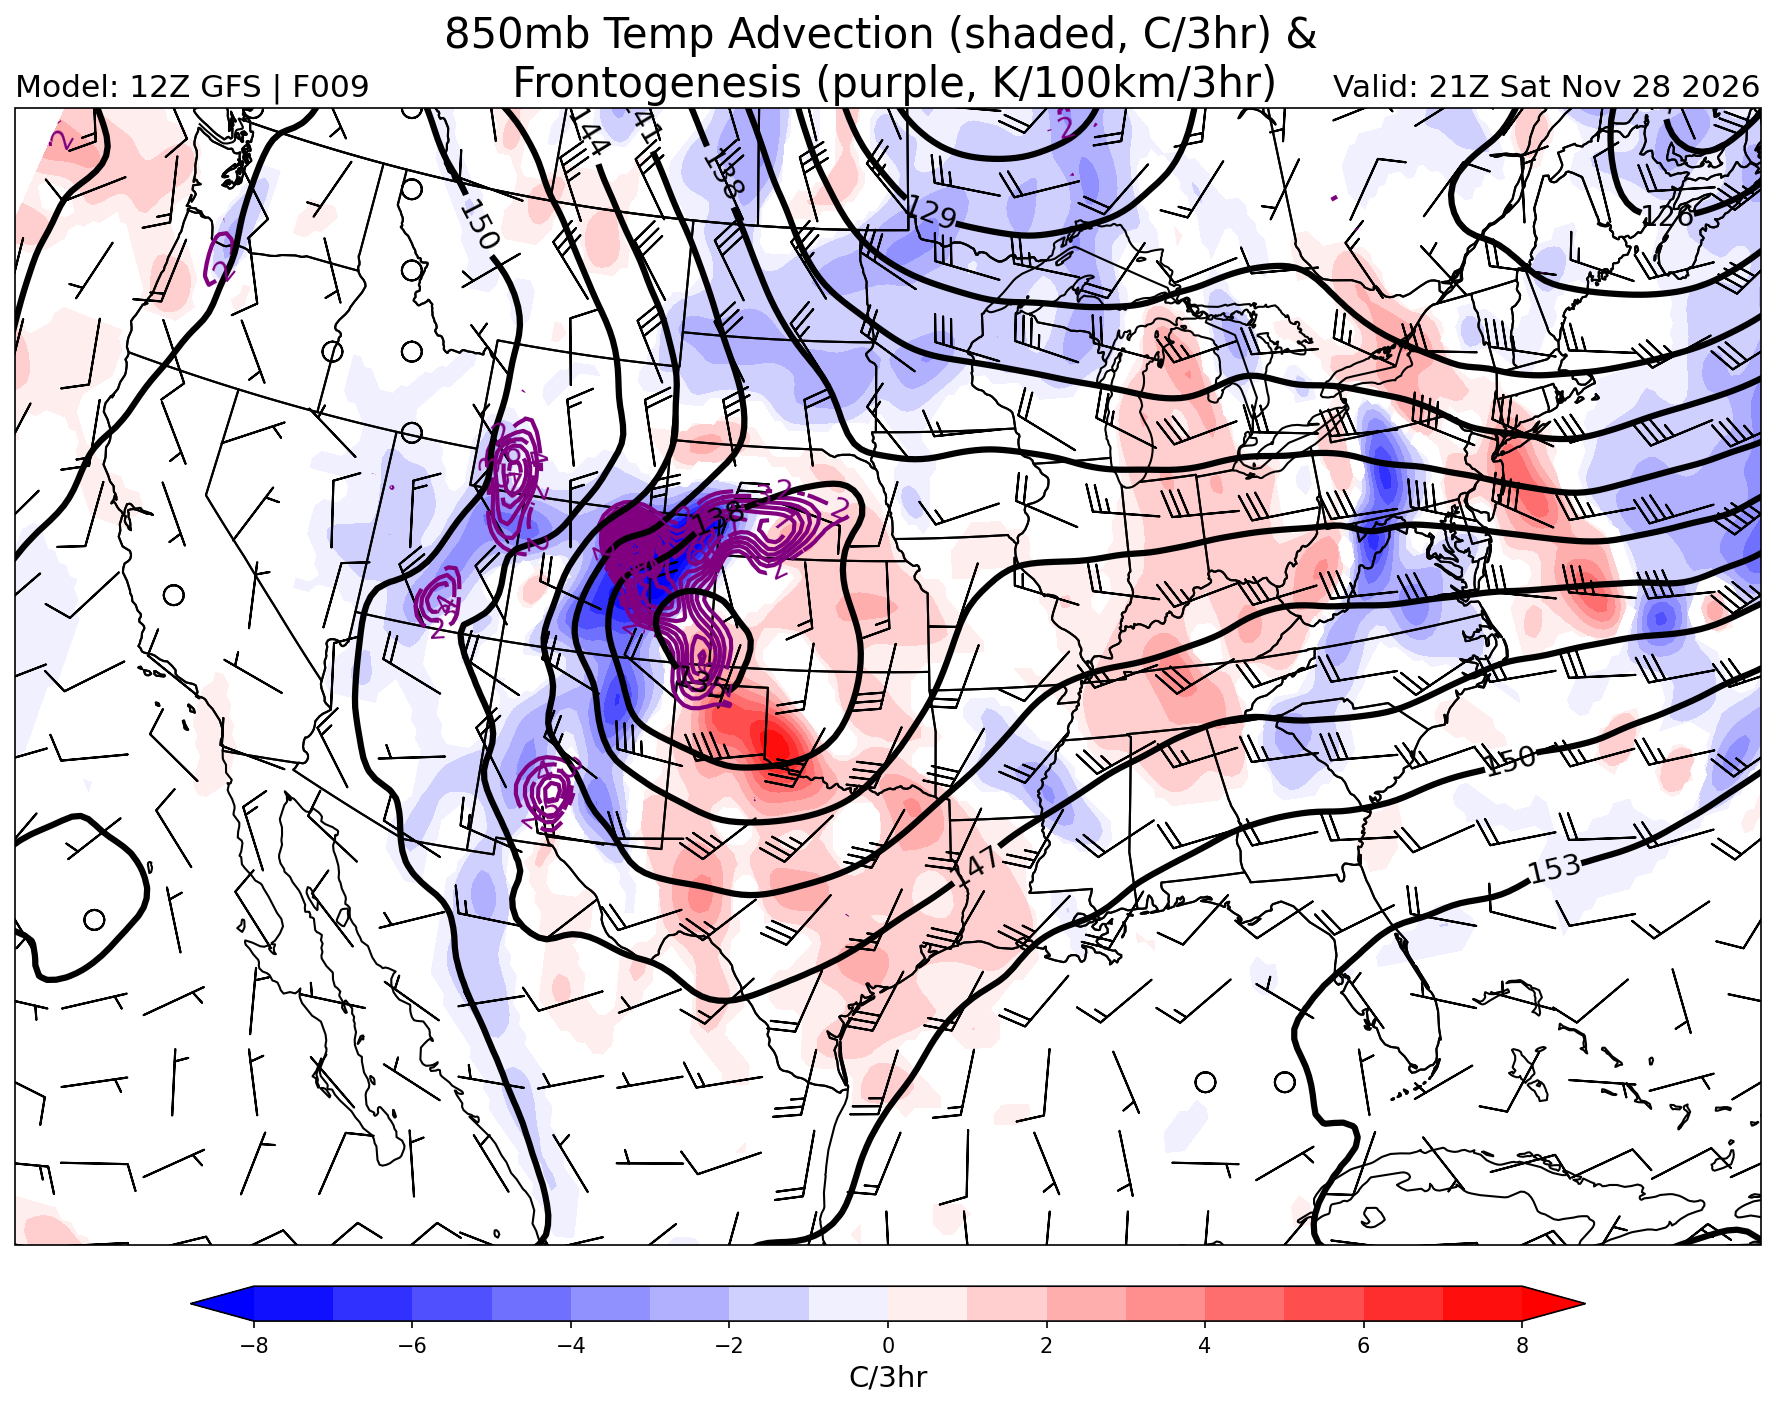 850mb Temp Advection (shaded, C/3hr) &
Model: 12Z GFS | F009
Frontogenesis (purple, K/100km/3hr)
Valid: 21Z Sat Nov 28 2026
144
138
150
129
126
138
147
150
153
−8 −6 −4 −2 0 2 4 6 8
C/3hr